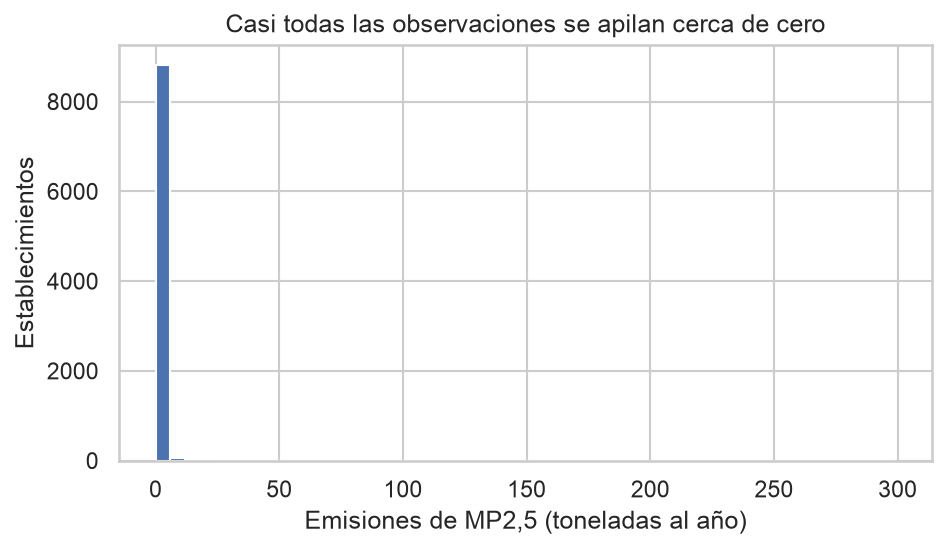 Casi todas las observaciones se apilan cerca de cero
Establecimientos
8000
6000
4000
2000
0
0 50 100 150 200 250 300
Emisiones de MP2,5 (toneladas al año)